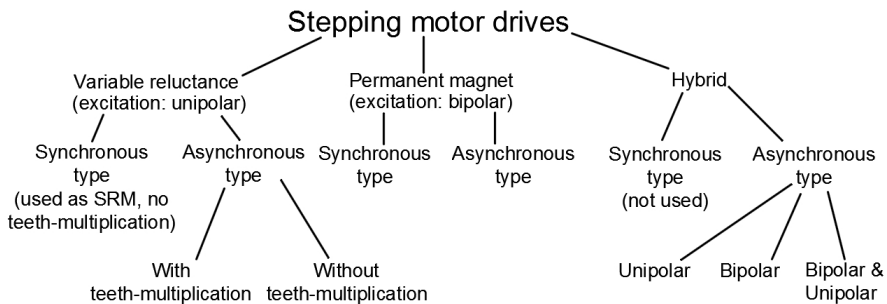 Stepping motor drives
Variable reluctance
(excitation: unipolar)
Permanent magnet
(excitation: bipolar)
Hybrid
Synchronous
type
(used as SRM, no
teeth-multiplication)
Asynchronous
type
Synchronous
type
Asynchronous
type
Synchronous
type
(not used)
Asynchronous
type
With
teeth-multiplication
Without
teeth-multiplication
Unipolar
Bipolar
Bipolar &
Unipolar